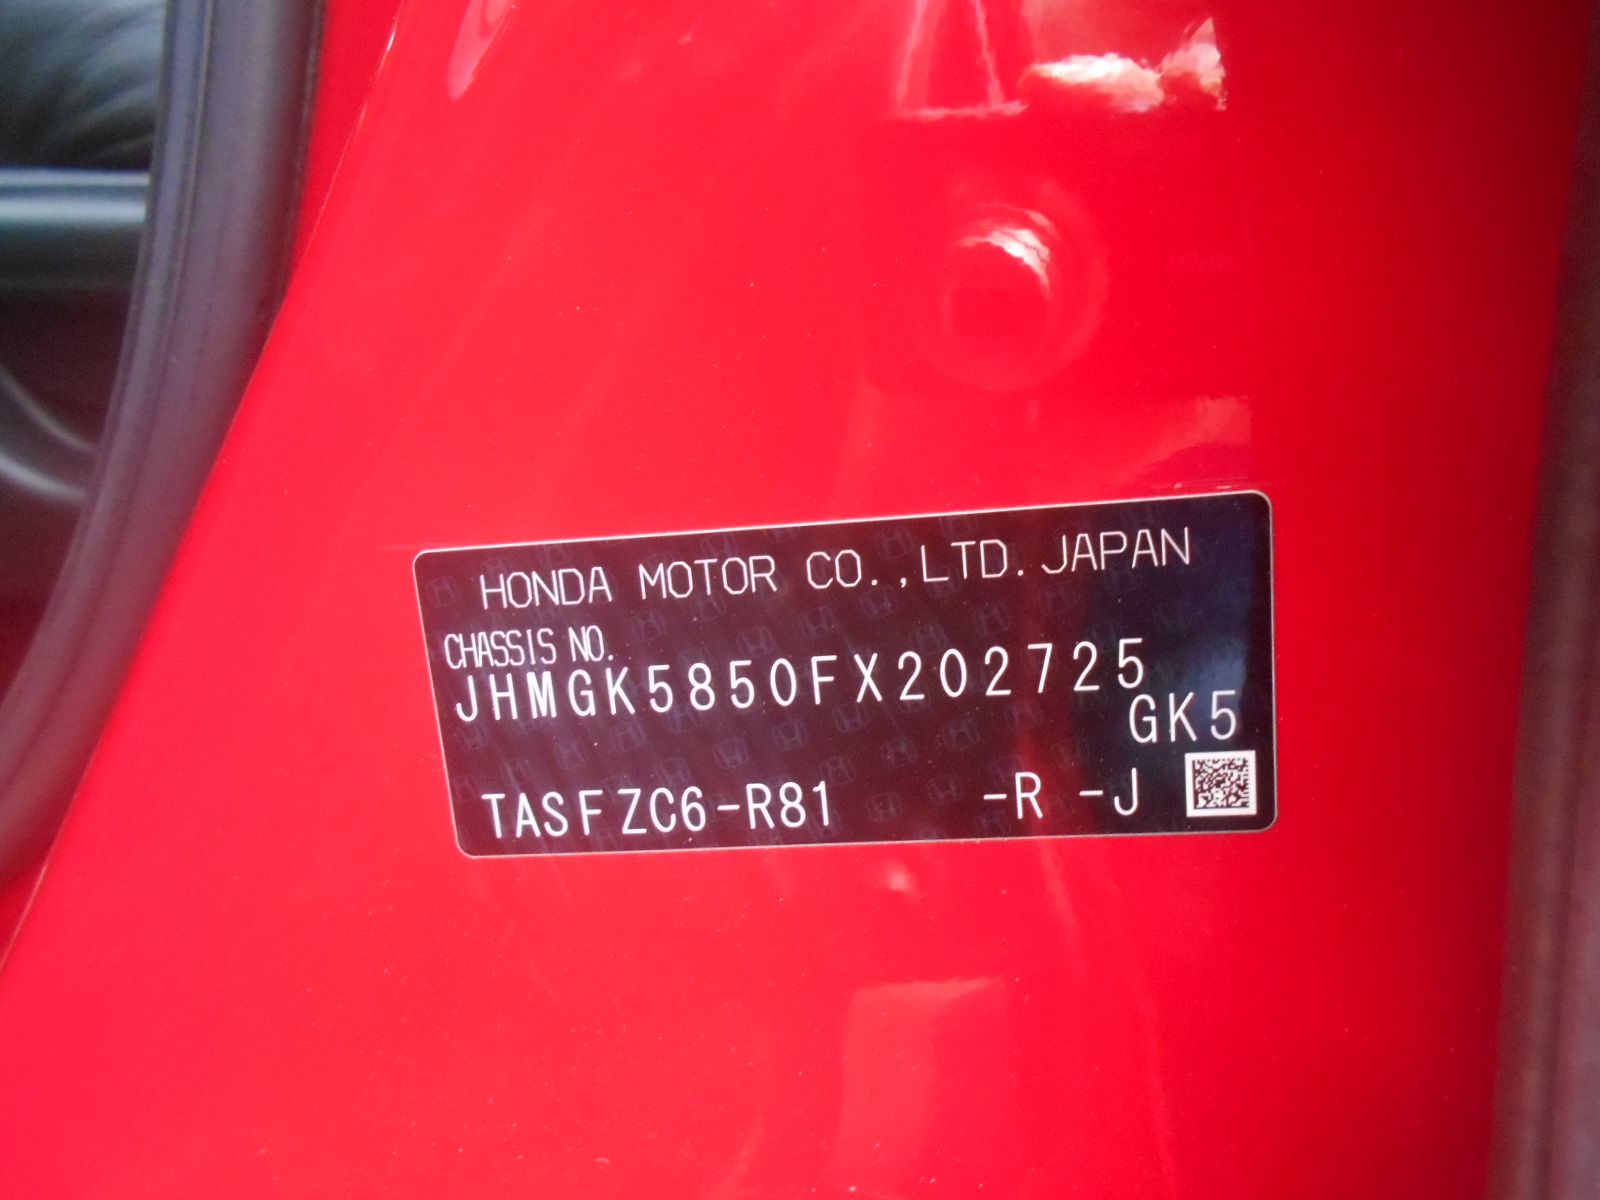 HONDA MOTOR CO.,LTD. JAPAN
CHASSIS NO.
JHMGK5850FX202725
GK5
TASFZC6-R81 -R -J